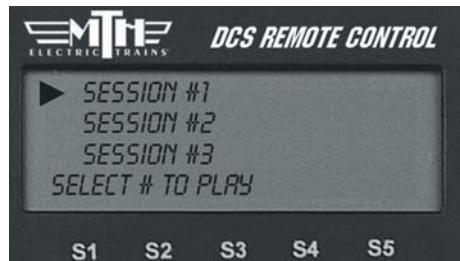 MTH
ELECTRIC TRAINS
DCS REMOTE CONTROL
SESSION #1
SESSION #2
SESSION #3
SELECT # TO PLAY
S1 S2 S3 S4 S5